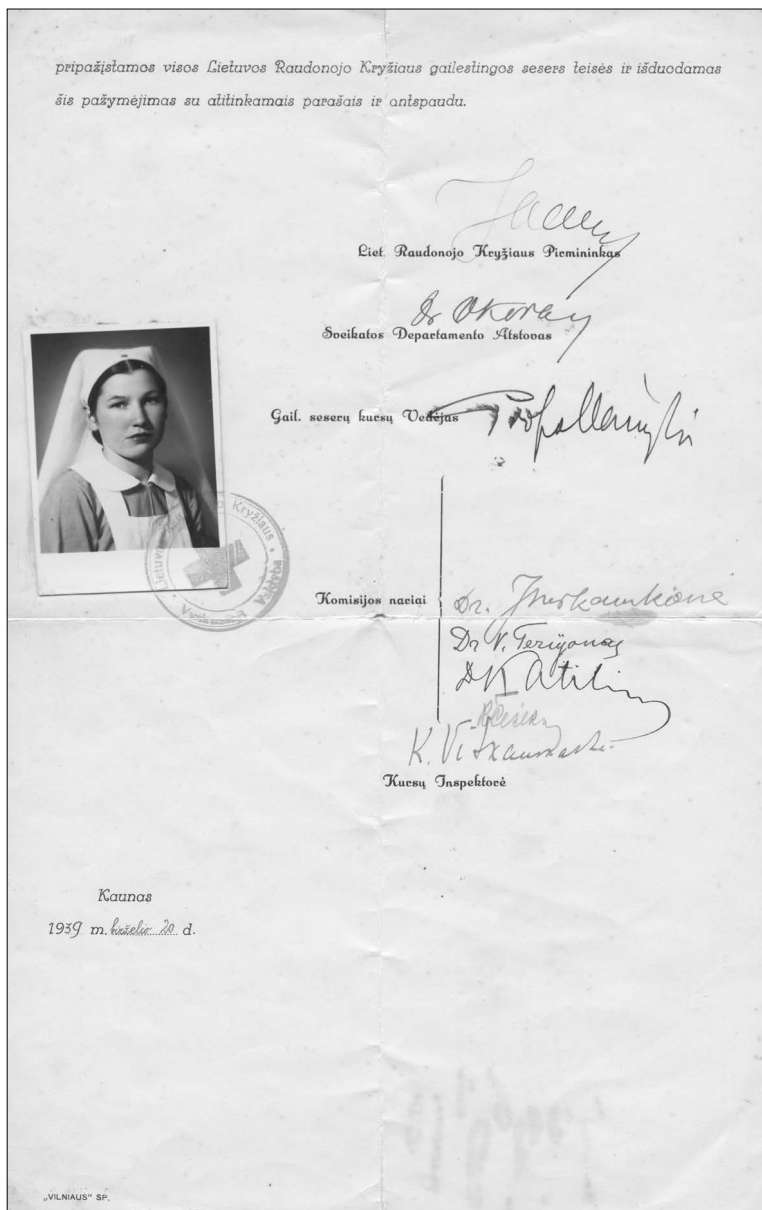 pripažįstamos visos Lietuvos Raudonojo Kryžiaus gailestingos sesers teisės ir išduodamas
šis pažymėjimas su atitinkamais parašais ir antspaudu.
Liet. Raudonojo Kryžiaus Pirmininkas
Dr
Sveikatos Departamento Atstovas
Gail. seserų kursų Vedėjas
Lietuvos Kryžiaus
Komisijos nariai
Dr.
Dr V.
K.
Kursų Inspektorė
Kaunas
1939 m. birželio 20 d.
„VILNIAUS" SP.